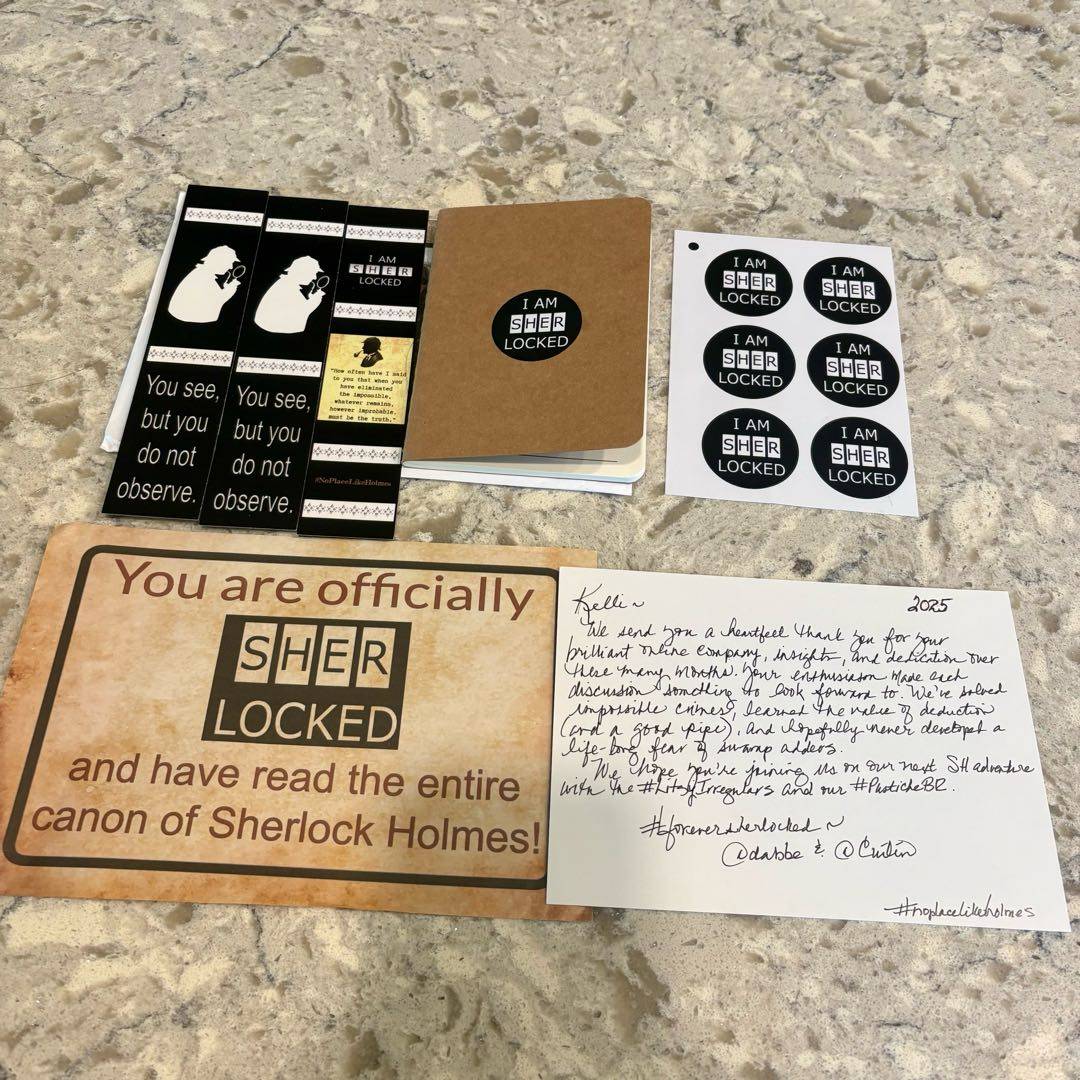 You see,
but you
do not
observe.
You see,
but you
do not
observe.
I AM
SHER
LOCKED
"How often have I said
to you that when you
have eliminated
the impossible,
whatever remains,
however improbable,
must be the truth."
#NoPlaceLikeHolmes
I AM
SHER
LOCKED
I AM
SHER
LOCKED
I AM
SHER
LOCKED
I AM
SHER
LOCKED
I AM
SHER
LOCKED
I AM
SHER
LOCKED
I AM
SHER
LOCKED
You are officially
SHER
LOCKED
and have read the entire
canon of Sherlock Holmes!
Kelli~ 2025
We send you a heartfelt thank you for your
brilliant online company, insights, and dedication over
these many months. Your enthusiasm made each
discussion something to look forward to. We've solved
impossible crimes, learned the value of deduction
(and a good pipe), and hopefully never developed a
life-long fear of swamp adders.
We hope you're joining us on our next SH adventure
with the #LitsyIrregulars and our #PasticheBR.
#foreversherlocked~
@dabbe & @
#noplacelikeholmes